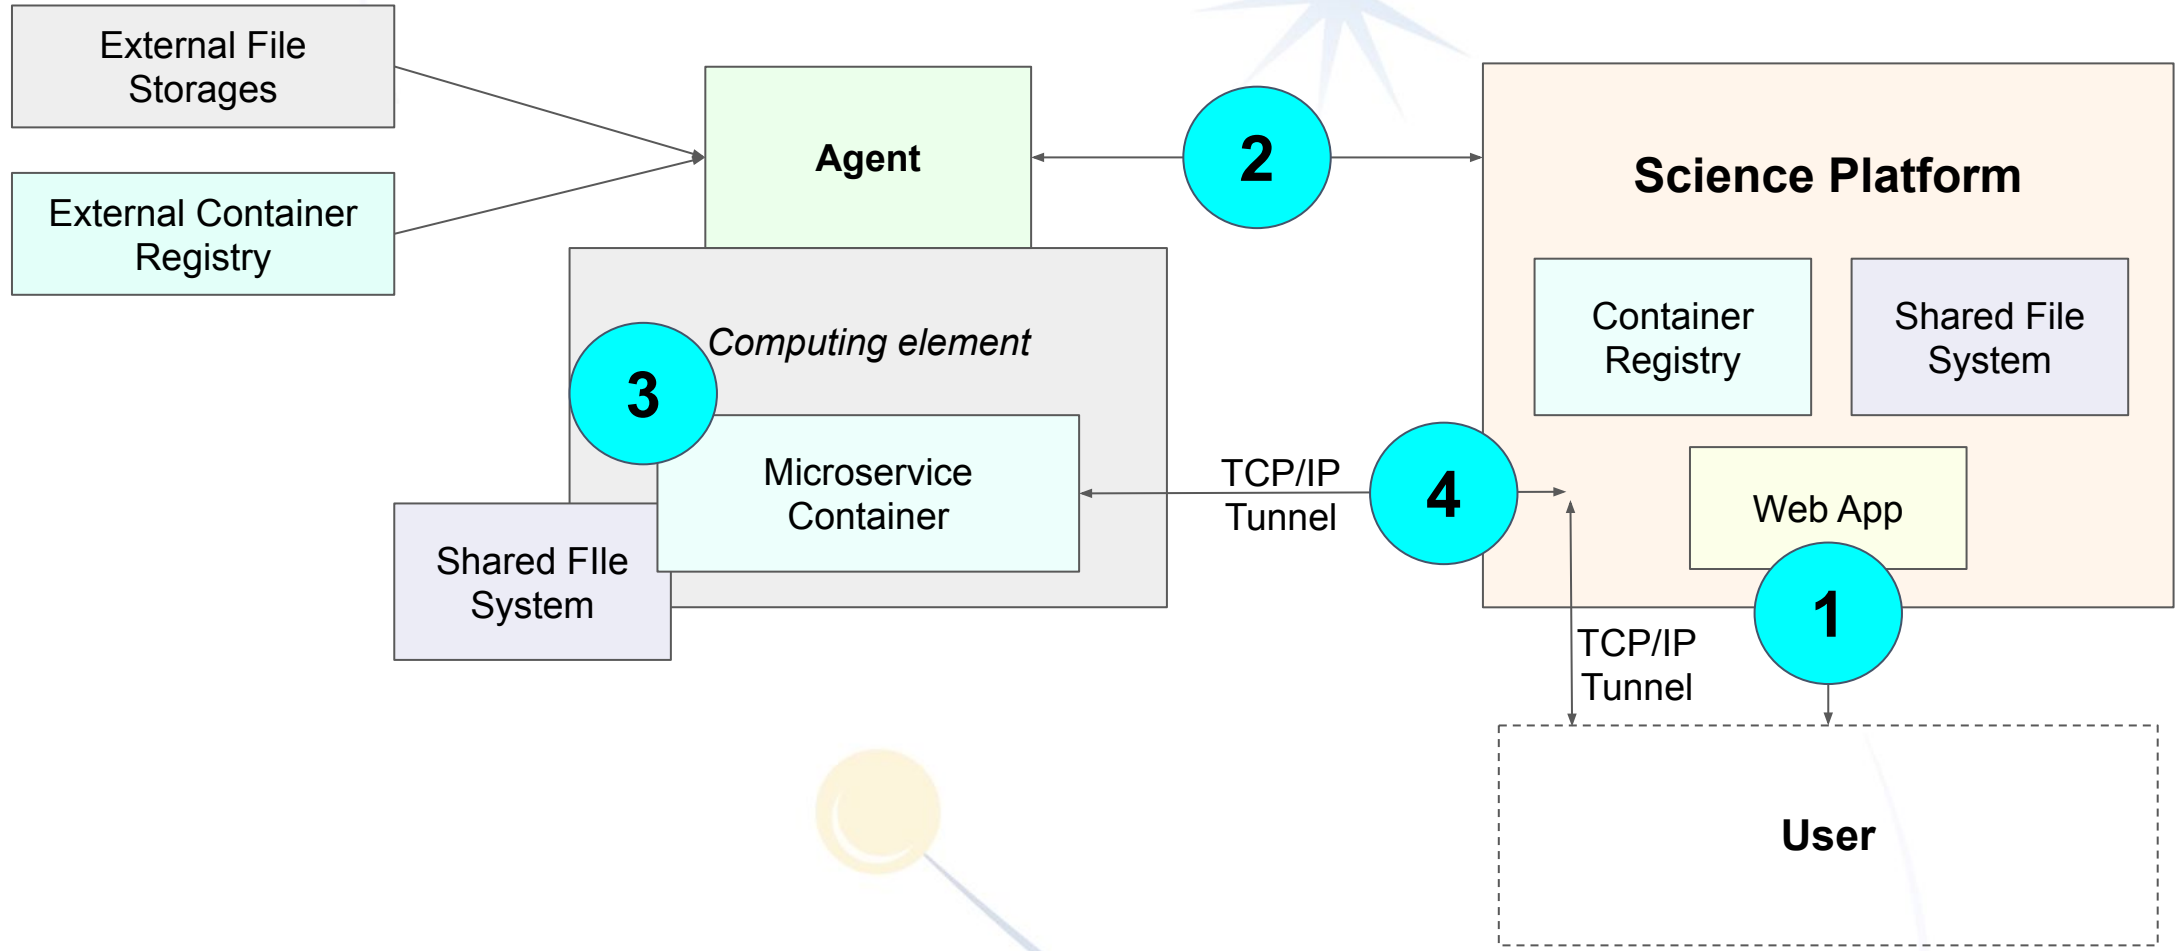 External File
Storages
External Container
Registry
Agent
2
Science Platform
Container
Registry
Shared File
System
Computing element
3
Microservice
Container
Shared FIle
System
TCP/IP
Tunnel
4
Web App
1
TCP/IP
Tunnel
User